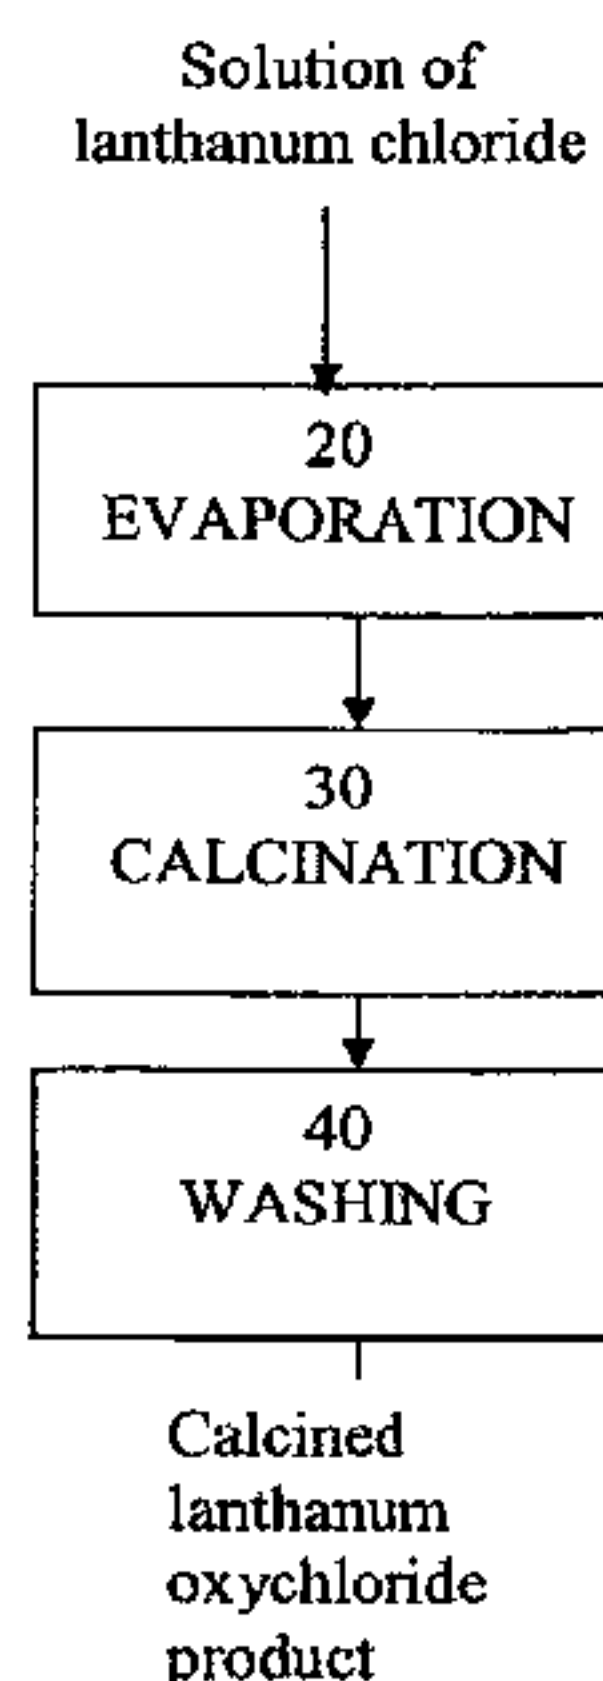 Solution of
lanthanum chloride
20
EVAPORATION
30
CALCINATION
40
WASHING
Calcined
lanthanum
oxychloride
product